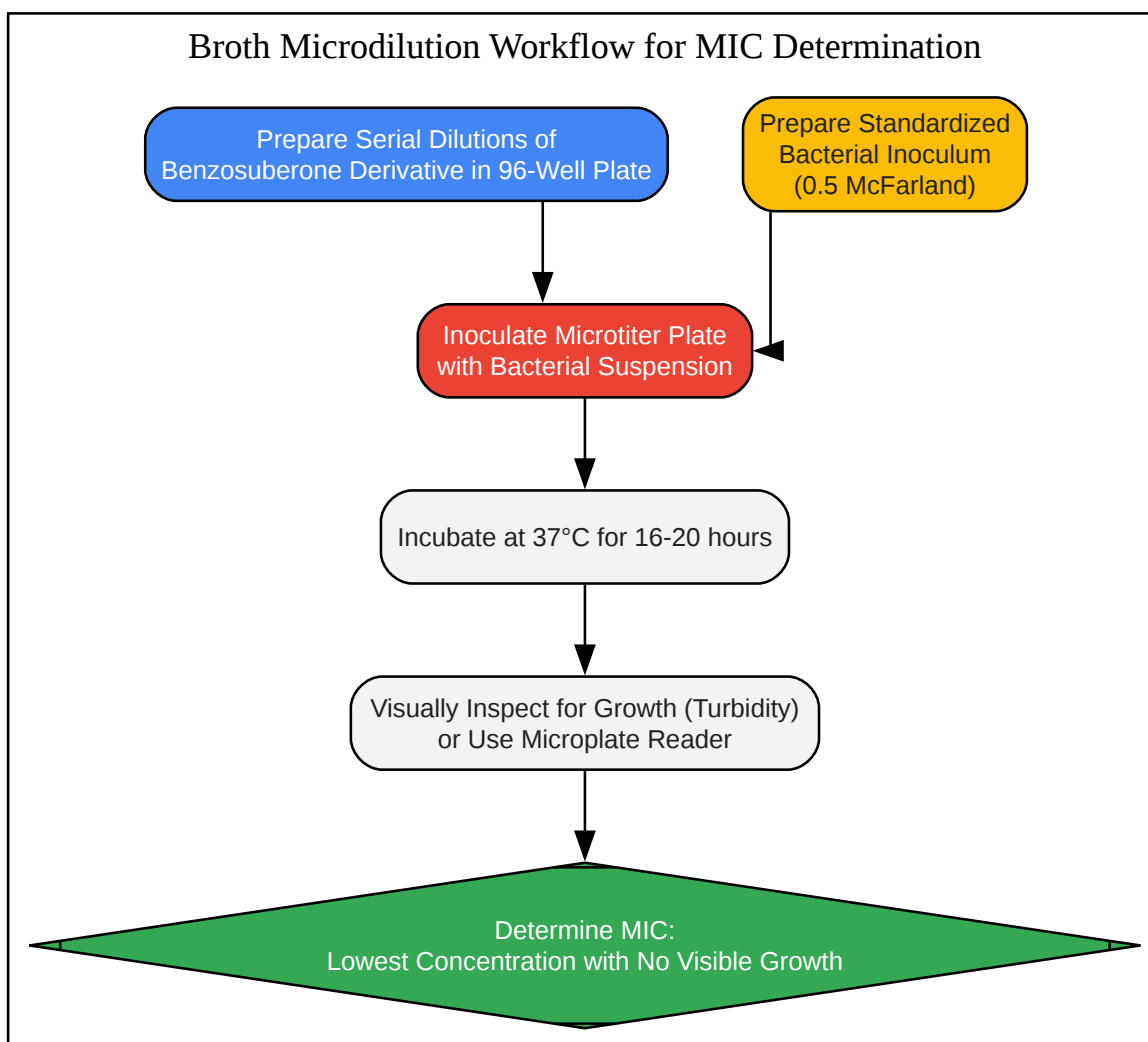 Broth Microdilution Workflow for MIC Determination
Prepare Serial Dilutions of
Benzosuberone Derivative in 96-Well Plate
Prepare Standardized
Bacterial Inoculum
(0.5 McFarland)
Inoculate Microtiter Plate
with Bacterial Suspension
Incubate at 37°C for 16-20 hours
Visually Inspect for Growth (Turbidity)
or Use Microplate Reader
Determine MIC:
Lowest Concentration with No Visible Growth